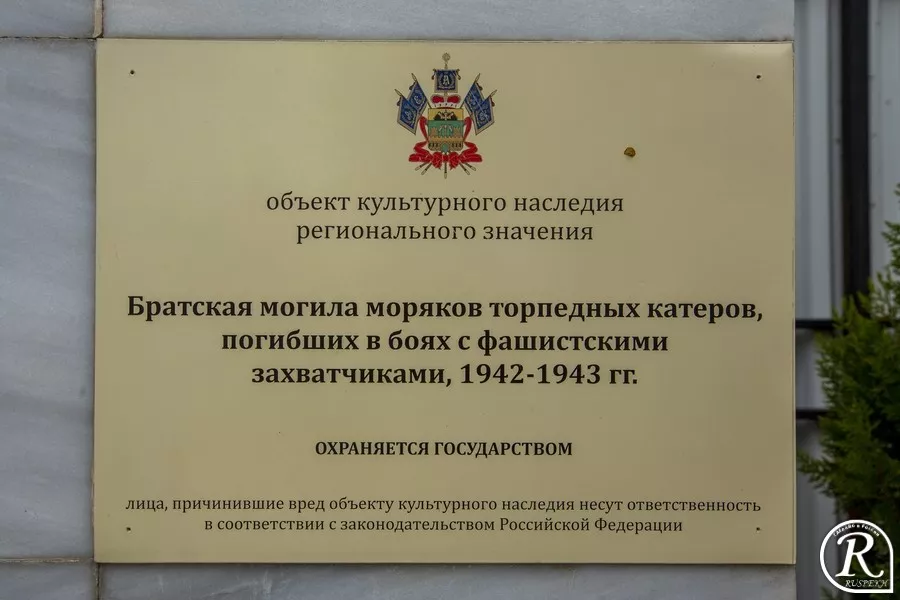 объект культурного наследия
регионального значения
Братская могила моряков торпедных катеров,
погибших в боях с фашистскими
захватчиками, 1942-1943 гг.
ОХРАНЯЕТСЯ ГОСУДАРСТВОМ
лица, причинившие вред объекту культурного наследия несут ответственность
в соответствии с законодательством Российской Федерации
R
RUSPEKH